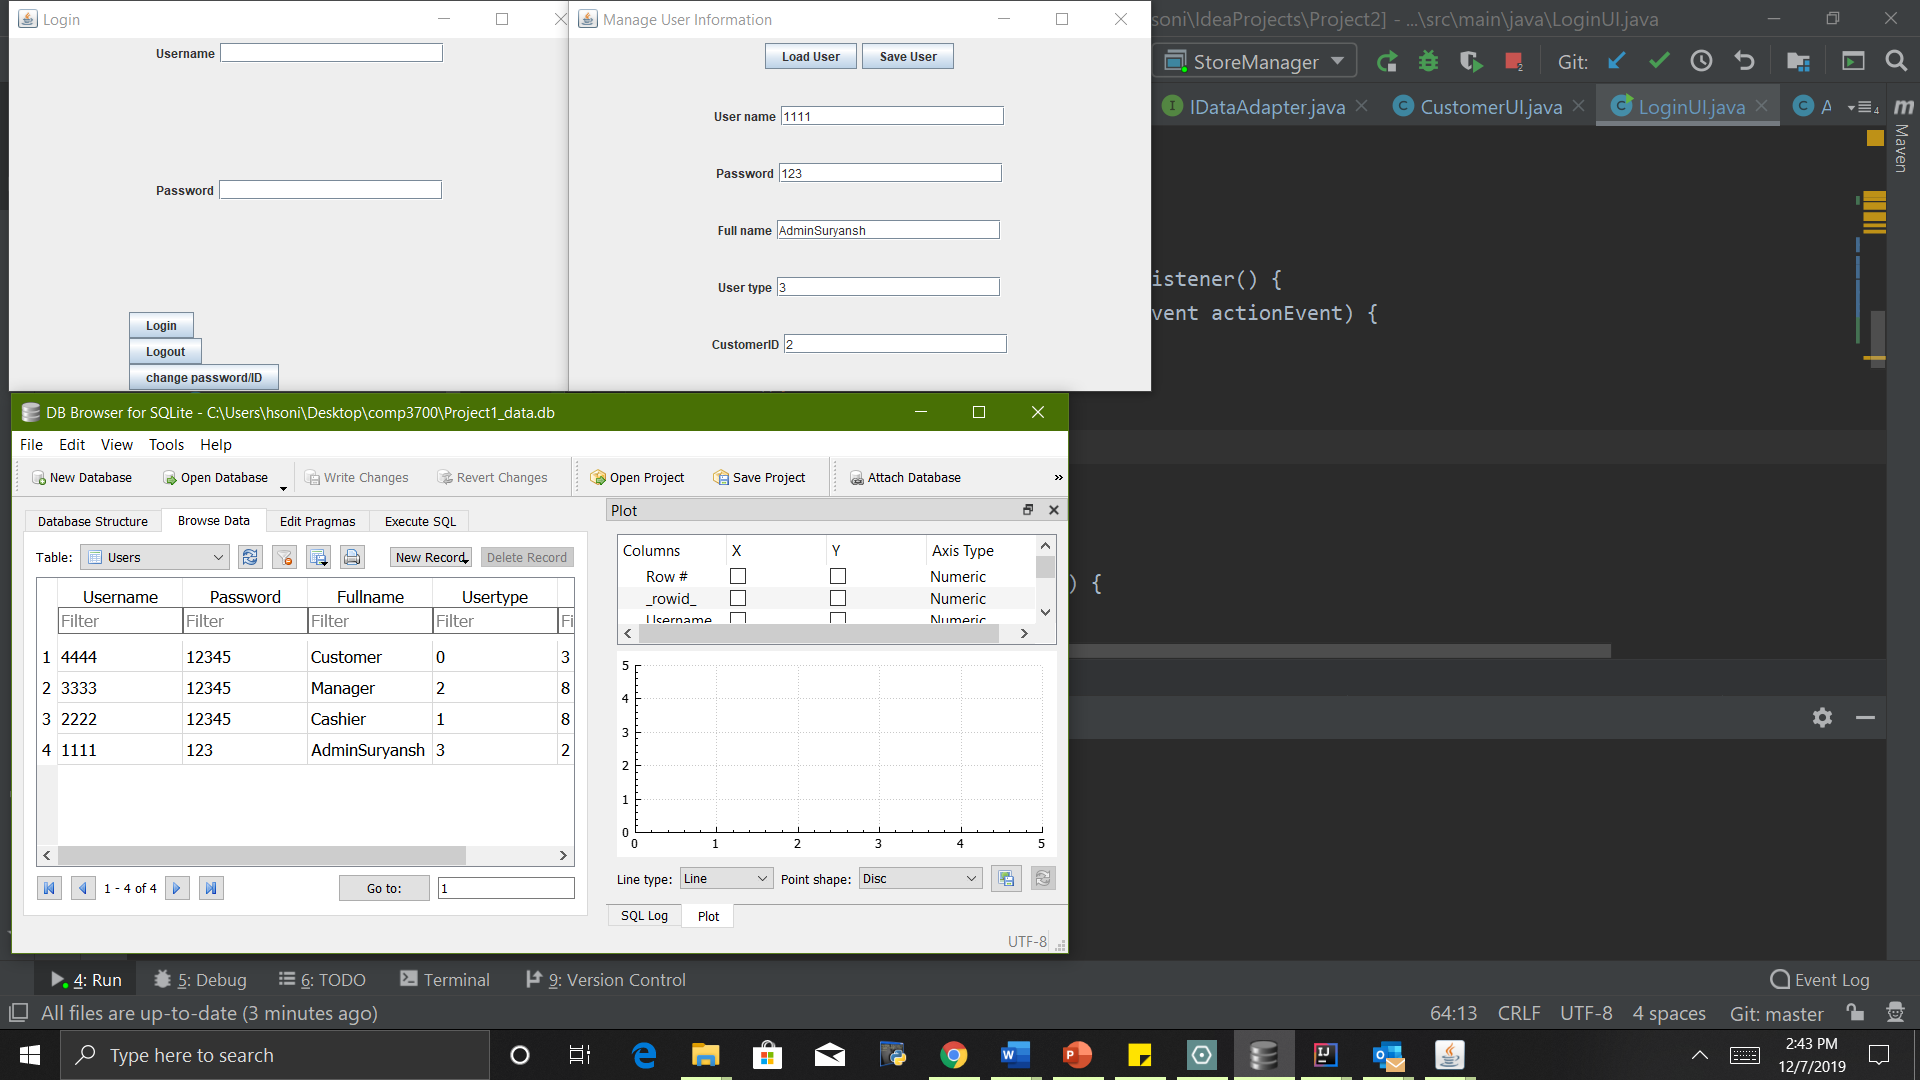 Login
Username
Password
Login
Logout
change password/ID
Manage User Information
Load User Save User
User name 1111
Password 123
Full name AdminSuryansh
User type 3
CustomerID 2
soni\IdeaProjects\Project2] - ...\src\main\java\LoginUI.java
StoreManager Git:
IDataAdapter.java CustomerUI.java LoginUI.java A
Maven
istener() {
vent actionEvent) {
) {
DB Browser for SQLite - C:\Users\hsoni\Desktop\comp3700\Project1_data.db
File Edit View Tools Help
New Database Open Database Write Changes Revert Changes Open Project Save Project Attach Database »
Database Structure Browse Data Edit Pragmas Execute SQL
Table: Users New Record Delete Record
Username Password Fullname Usertype
Filter Filter Filter Filter Fi
1 4444 12345 Customer 0 3
2 3333 12345 Manager 2 8
3 2222 12345 Cashier 1 8
4 1111 123 AdminSuryansh 3 2
1 - 4 of 4 Go to: 1
Plot
Columns X Y Axis Type
Row # Numeric
_rowid_ Numeric
Username Numeric
5
4
3
2
1
0
0 1 2 3 4 5
Line type: Line Point shape: Disc
SQL Log Plot
UTF-8
4: Run 5: Debug 6: TODO Terminal 9: Version Control Event Log
All files are up-to-date (3 minutes ago) 64:13 CRLF UTF-8 4 spaces Git: master
Type here to search
2:43 PM
12/7/2019